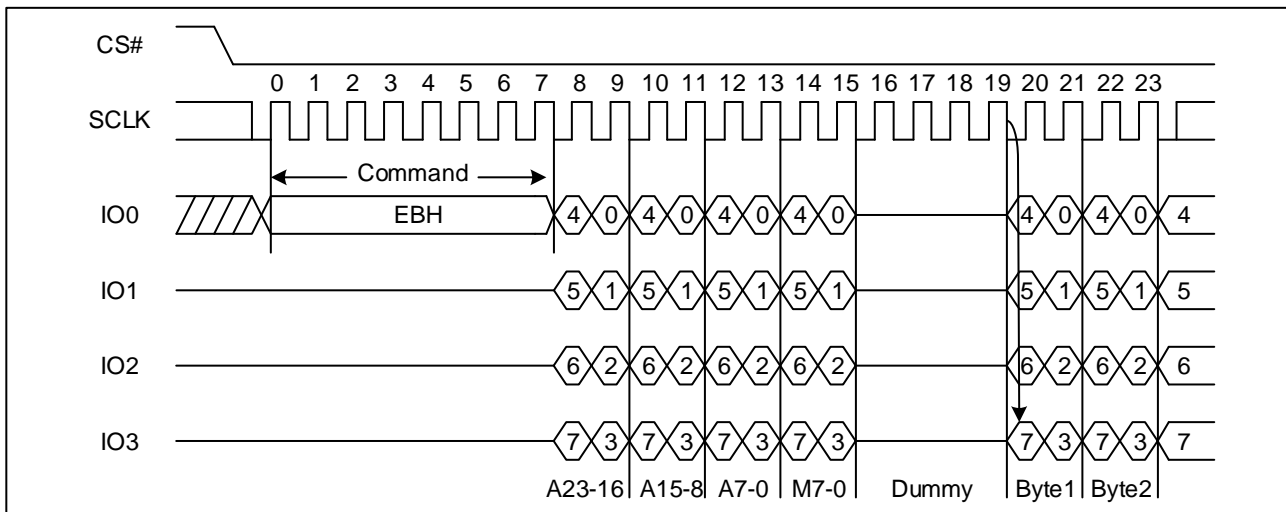 CS#
0 1 2 3 4 5 6 7 8 9 10 11 12 13 14 15 16 17 18 19 20 21 22 23
SCLK
Command
IO0 EBH 4 0 4 0 4 0 4 0 4 0 4 0 4
IO1 5 1 5 1 5 1 5 1 5 1 5 1 5
IO2 6 2 6 2 6 2 6 2 6 2 6 2 6
IO3 7 3 7 3 7 3 7 3 7 3 7 3 7
A23-16 A15-8 A7-0 M7-0 Dummy Byte1 Byte2